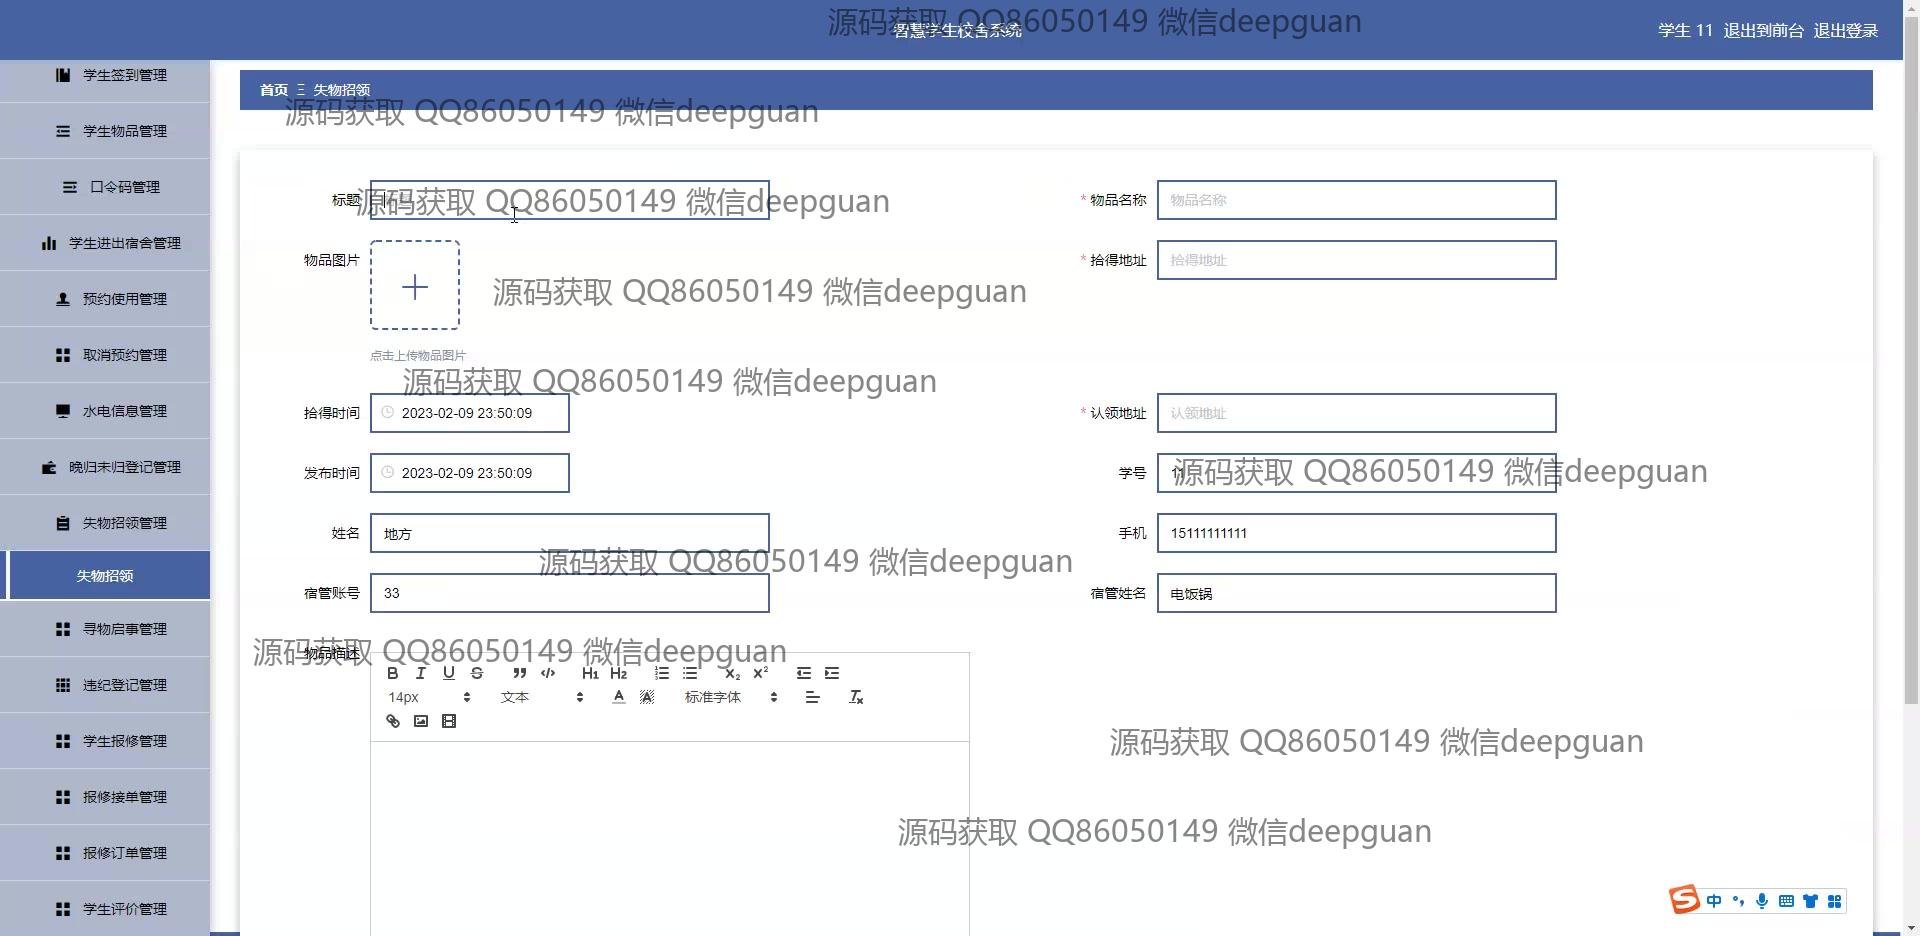 智慧学生校舍系统
学生 11 退出到前台 退出登录
源码获取 QQ86050149 微信deepguan
学生签到管理
学生物品管理
口令码管理
学生进出宿舍管理
预约使用管理
取消预约管理
水电信息管理
晚归未归登记管理
失物招领管理
失物招领
寻物启事管理
违纪登记管理
学生报修管理
报修接单管理
报修订单管理
学生评价管理
首页 Ξ 失物招领
源码获取 QQ86050149 微信deepguan
标题
源码获取 QQ86050149 微信deepguan
* 物品名称 物品名称
物品图片
* 拾得地址 拾得地址
源码获取 QQ86050149 微信deepguan
点击上传物品图片
源码获取 QQ86050149 微信deepguan
拾得时间 2023-02-09 23:50:09
* 认领地址 认领地址
发布时间 2023-02-09 23:50:09
学号 11
源码获取 QQ86050149 微信deepguan
姓名 地方
手机 15111111111
源码获取 QQ86050149 微信deepguan
宿管账号 33
宿管姓名 电饭锅
物品描述
源码获取 QQ86050149 微信deepguan
B I U S H1 H2 X2 X2
14px 文本 A A 标准字体 Tx
源码获取 QQ86050149 微信deepguan
源码获取 QQ86050149 微信deepguan
S 中